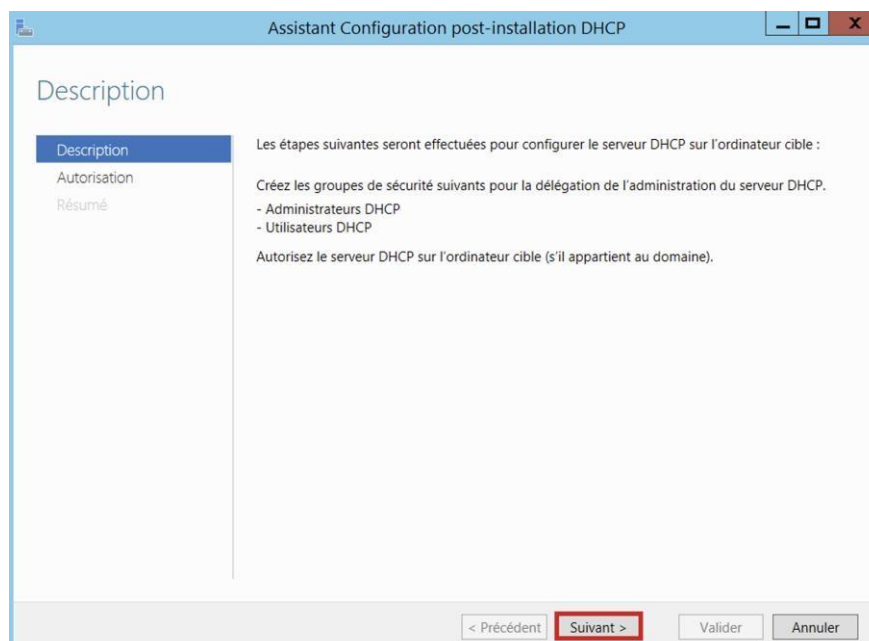 Assistant Configuration post-installation DHCP
Description
Description
Autorisation
Résumé
Les étapes suivantes seront effectuées pour configurer le serveur DHCP sur l'ordinateur cible :
Créez les groupes de sécurité suivants pour la délégation de l'administration du serveur DHCP.
- Administrateurs DHCP
- Utilisateurs DHCP
Autorisez le serveur DHCP sur l'ordinateur cible (s'il appartient au domaine).
< Précédent Suivant > Valider Annuler